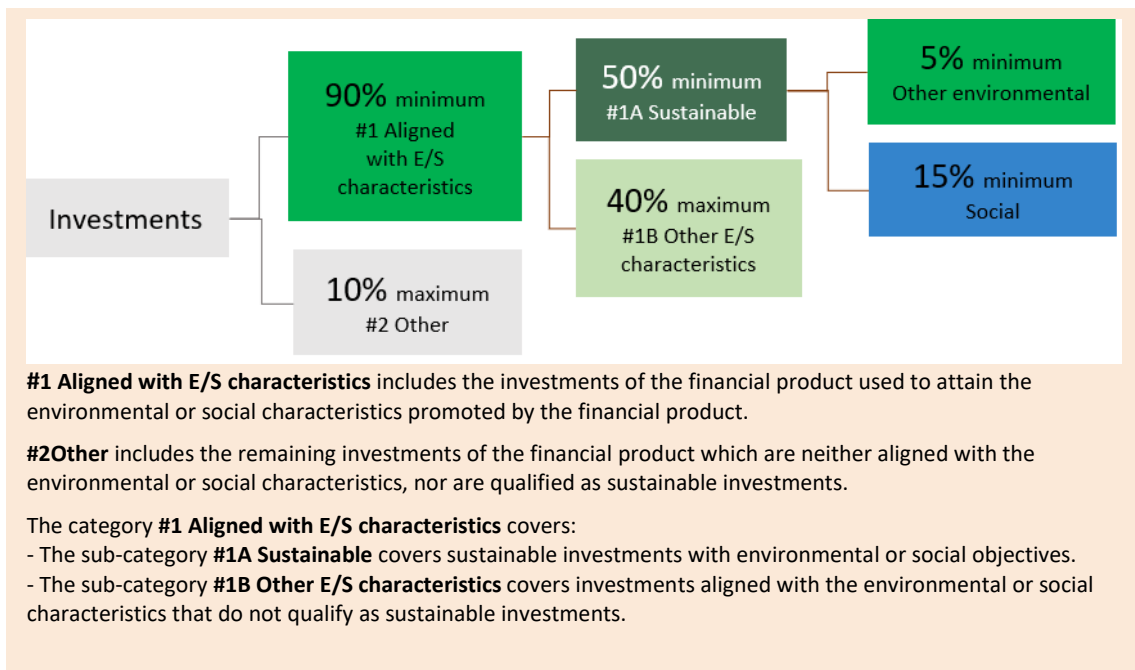 90% minimum
#1 Aligned
with E/S
characteristics
50% minimum
#1A Sustainable
5% minimum
Other environmental
Investments
40% maximum
#1B Other E/S
characteristics
15% minimum
Social
10% maximum
#2 Other
#1 Aligned with E/S characteristics includes the investments of the financial product used to attain the
environmental or social characteristics promoted by the financial product.
#2Other includes the remaining investments of the financial product which are neither aligned with the
environmental or social characteristics, nor are qualified as sustainable investments.
The category #1 Aligned with E/S characteristics covers:
- The sub-category #1A Sustainable covers sustainable investments with environmental or social objectives.
- The sub-category #1B Other E/S characteristics covers investments aligned with the environmental or social
characteristics that do not qualify as sustainable investments.